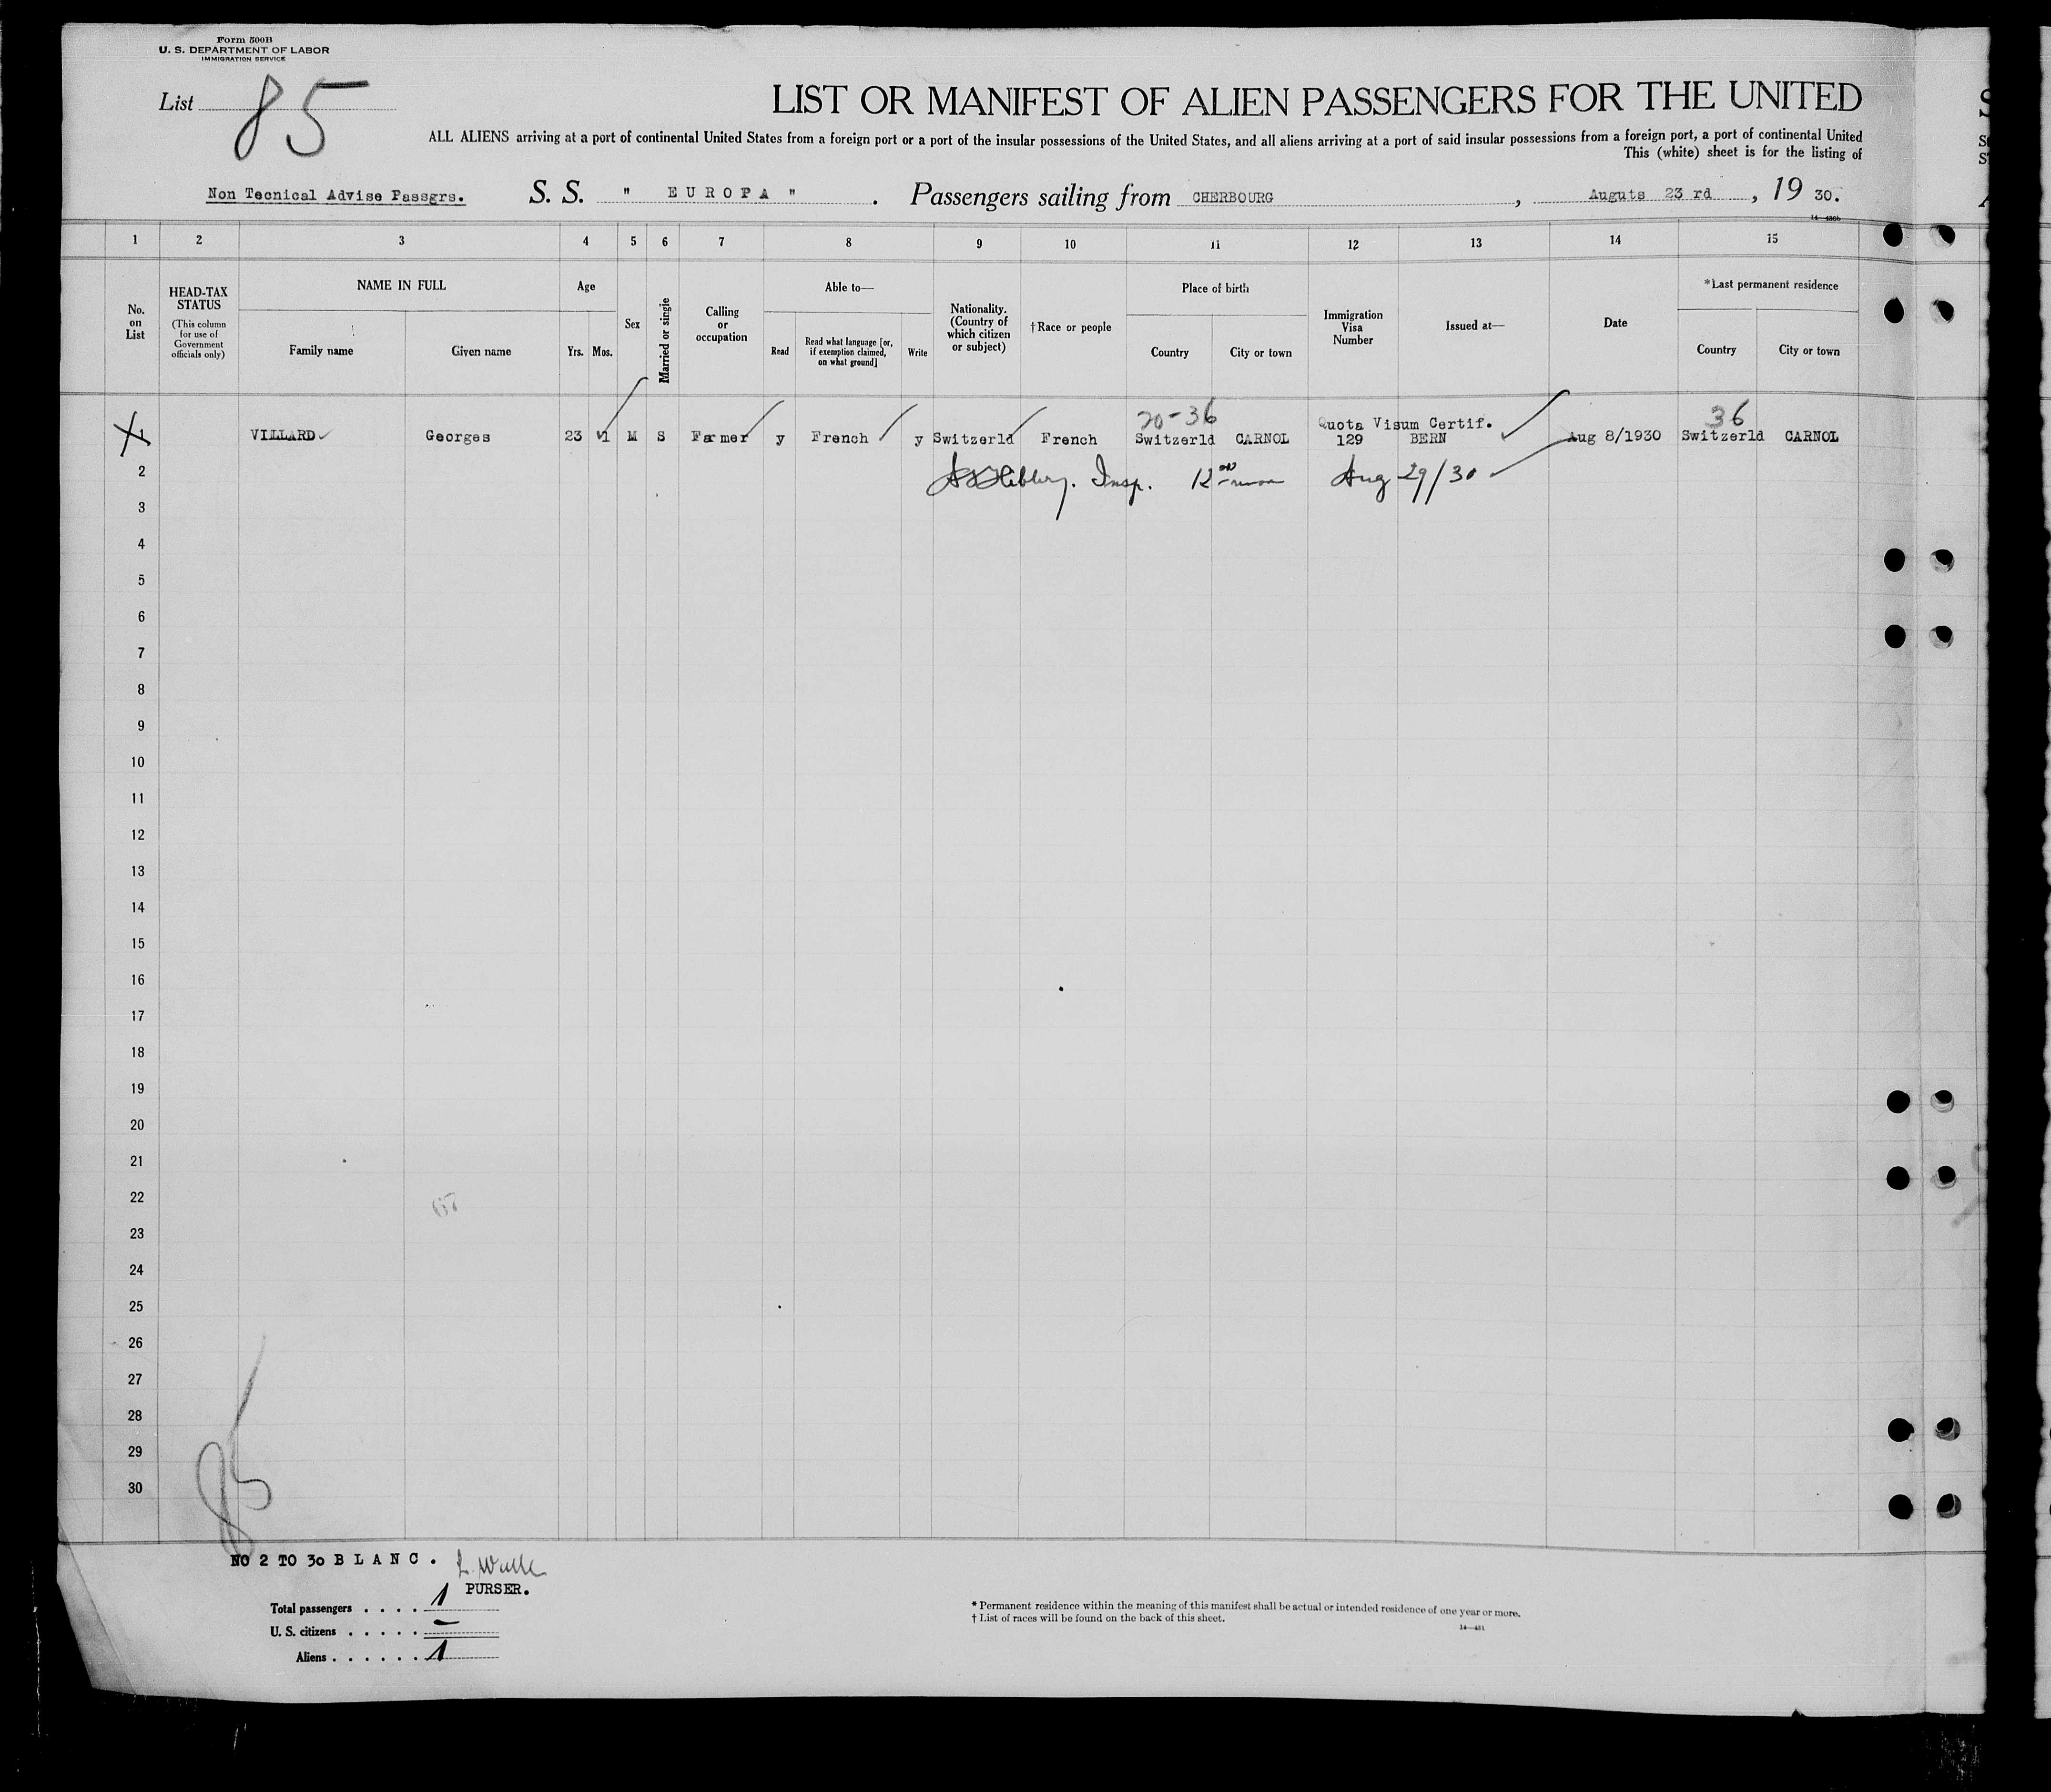 Form 500B
U. S. DEPARTMENT OF LABOR
IMMIGRATION SERVICE
List 85
LIST OR MANIFEST OF ALIEN PASSENGERS FOR THE UNITED
ALL ALIENS arriving at a port of continental United States from a foreign port or a port of the insular possessions of the United States, and all aliens arriving at a port of said insular possessions from a foreign port, a port of continental United
This (white) sheet is for the listing of
Non Tecnical Advise Passgrs. S. S. " EUROPA " . Passengers sailing from CHERBOURG , Auguts 23 rd , 19 30.
1 2 3 4 5 6 7 8 9 10 11 12 13 14 15
No. on List
HEAD-TAX STATUS
(This column for use of Government officials only)
NAME IN FULL
Family name Given name
Age
Yrs. Mos.
Sex
Married or single
Calling or occupation
Able to—
Read
Read what language [or, if exemption claimed, on what ground]
Write
Nationality. (Country of which citizen or subject)
†Race or people
Place of birth
Country City or town
Immigration Visa Number
Issued at—
Date
*Last permanent residence
Country City or town
20-36 36
Quota Visum Certif.
1 VILLARD Georges 23 1 M S Farmer y French y Switzerld French Switzerld CARNOL 129 BERN Aug 8/1930 Switzerld CARNOL
2 Insp. 12 noon Aug 29/30
3
4
5
6
7
8
9
10
11
12
13
14
15
16
17
18
19
20
21
22
23
24
25
26
27
28
29
30
85
NO 2 TO 30 BLANC.
PURSER.
Total passengers . . . . 1
U. S. citizens . . . . . —
Aliens . . . . . . 1
* Permanent residence within the meaning of this manifest shall be actual or intended residence of one year or more.
† List of races will be found on the back of this sheet.
14—431